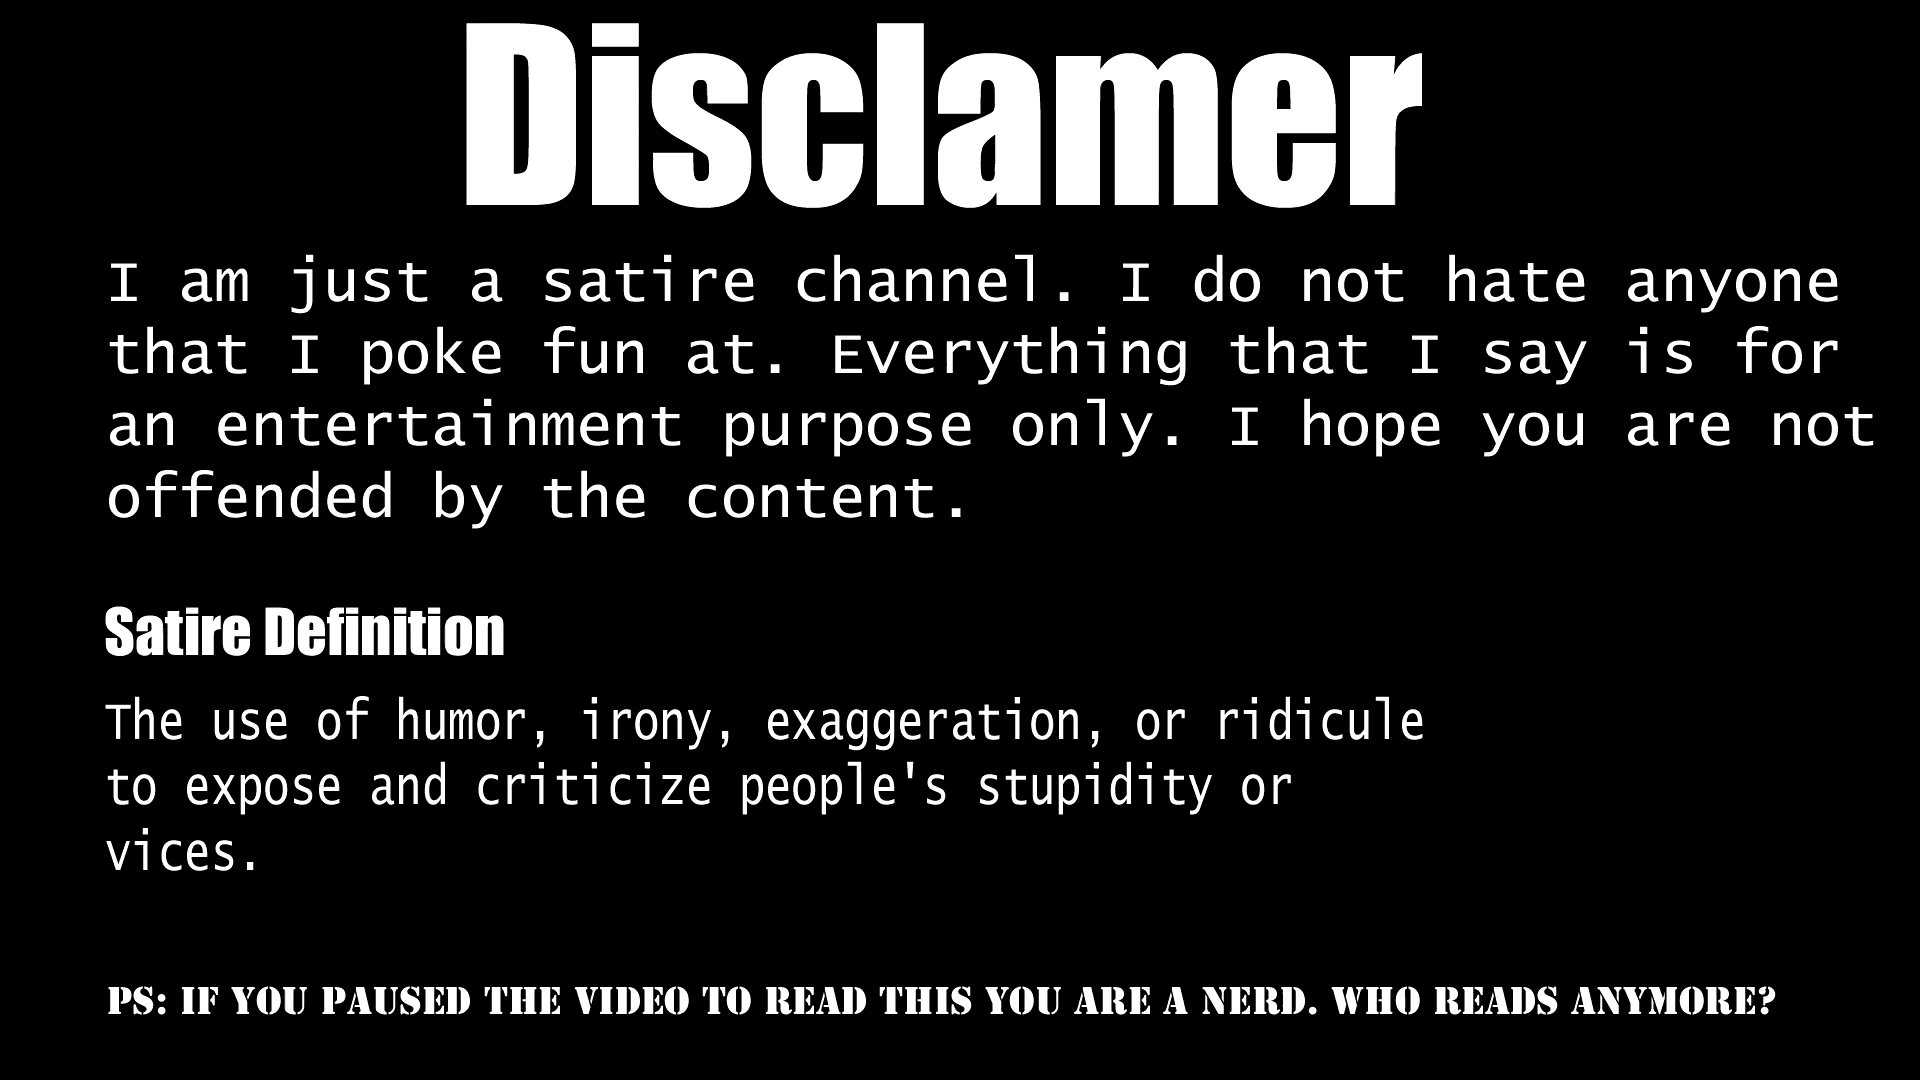 Disclamer
I am just a satire channel. I do not hate anyone
that I poke fun at. Everything that I say is for
an entertainment purpose only. I hope you are not
offended by the content.
Satire Definition
The use of humor, irony, exaggeration, or ridicule
to expose and criticize people's stupidity or
vices.
PS: IF YOU PAUSED THE VIDEO TO READ THIS YOU ARE A NERD. WHO READS ANYMORE?